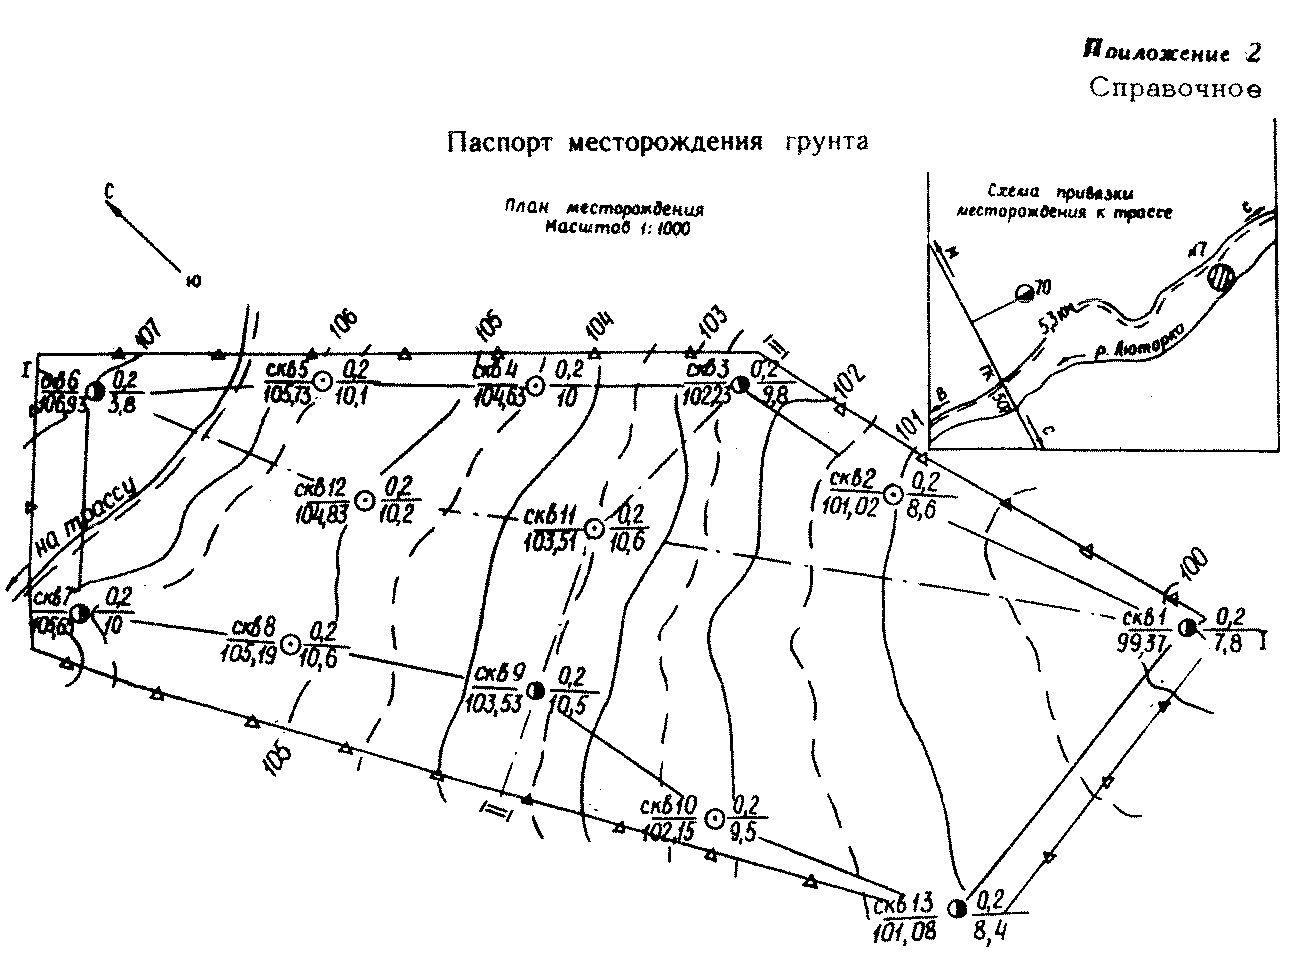 Приложение 2
Справочное
Паспорт месторождения грунта
План месторождения
Масштаб 1:1000
С
Ю
Схема привязки
месторождения к трассе
С
N7
70
5,3 км
р. Люторка
В
С
107
106
105
104
103
102
101
100
I
II
скв6 0,2
106,93 3,8
скв5 0,2
105,73 10,1
скв4 0,2
104,63 10
скв3 0,2
102,23 9,8
скв2 0,2
101,02 8,6
скв12 0,2
104,83 10,2
скв11 0,2
103,51 10,6
на трассу
скв7 0,2
10
скв8 0,2
105,19 10,6
скв9 0,2
103,53 10,5
скв1 0,2
99,37 7,8
I
105
II
скв10 0,2
102,15 9,5
скв13 0,2
101,08 8,4